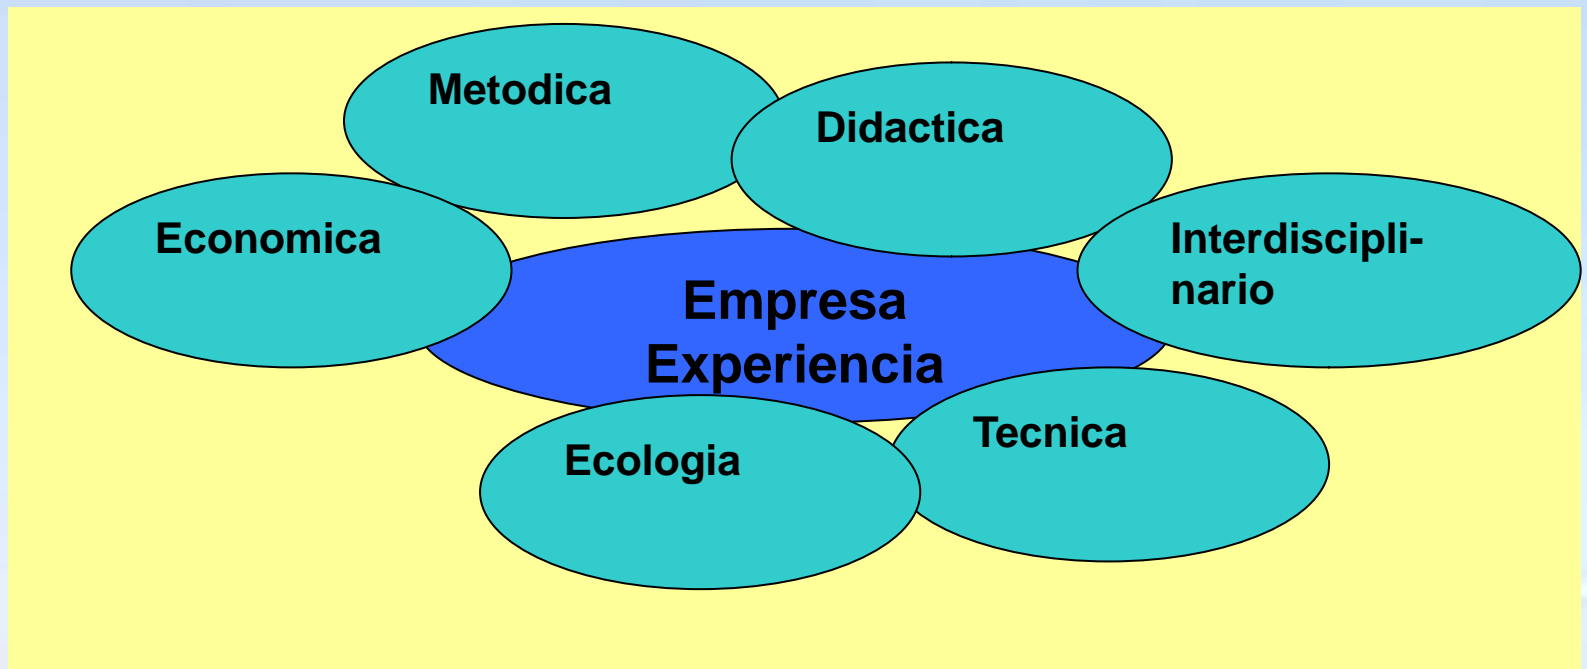 Metodica
Didactica
Economica
Interdiscipli-
nario
Empresa
Experiencia
Tecnica
Ecologia